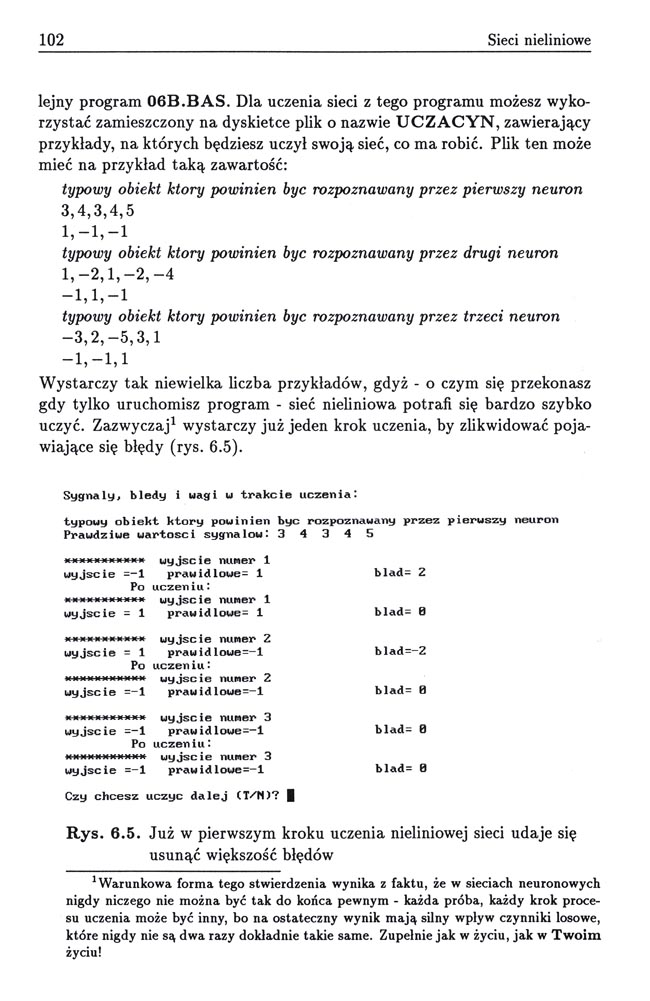 102 Sieci nieliniowe
lejny program 06B.BAS. Dla uczenia sieci z tego programu możesz wyko-
rzystać zamieszczony na dyskietce plik o nazwie UCZACYN, zawierający
przykłady, na których będziesz uczył swoją sieć, co ma robić. Plik ten może
mieć na przykład taką zawartość:
typowy obiekt ktory powinien byc rozpoznawany przez pierwszy neuron
3, 4, 3, 4, 5
1, −1, −1
typowy obiekt ktory powinien byc rozpoznawany przez drugi neuron
1, −2, 1, −2, −4
−1, 1, −1
typowy obiekt ktory powinien byc rozpoznawany przez trzeci neuron
−3, 2, −5, 3, 1
−1, −1, 1
Wystarczy tak niewielka liczba przykładów, gdyż - o czym się przekonasz
gdy tylko uruchomisz program - sieć nieliniowa potrafi się bardzo szybko
uczyć. Zazwyczaj¹ wystarczy już jeden krok uczenia, by zlikwidować poja-
wiające się błędy (rys. 6.5).
Sygnaly, bledy i wagi w trakcie uczenia:
typowy obiekt ktory powinien byc rozpoznawany przez pierwszy neuron
Prawdziwe wartosci sygnalow: 3 4 3 4 5
*********** wyjscie numer 1
wyjscie =-1 prawidlowe= 1 blad= 2
Po uczeniu:
*********** wyjscie numer 1
wyjscie = 1 prawidlowe= 1 blad= 0
*********** wyjscie numer 2
wyjscie = 1 prawidlowe=-1 blad=-2
Po uczeniu:
*********** wyjscie numer 2
wyjscie =-1 prawidlowe=-1 blad= 0
*********** wyjscie numer 3
wyjscie =-1 prawidlowe=-1 blad= 0
Po uczeniu:
*********** wyjscie numer 3
wyjscie =-1 prawidlowe=-1 blad= 0
Czy chcesz uczyc dalej (T/N)?
Rys. 6.5. Już w pierwszym kroku uczenia nieliniowej sieci udaje się
usunąć większość błędów
¹Warunkowa forma tego stwierdzenia wynika z faktu, że w sieciach neuronowych
nigdy niczego nie można być tak do końca pewnym - każda próba, każdy krok proce-
su uczenia może być inny, bo na ostateczny wynik mają silny wpływ czynniki losowe,
które nigdy nie są dwa razy dokładnie takie same. Zupełnie jak w życiu, jak w Twoim
życiu!